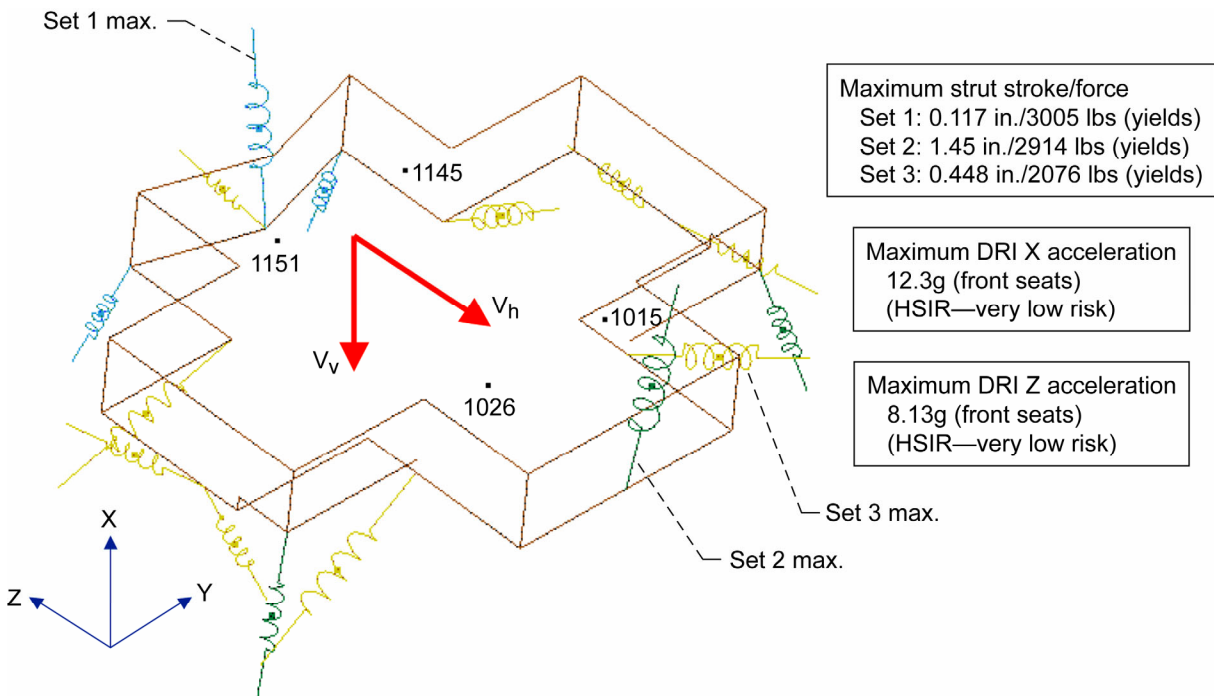 Set 1 max.
Maximum strut stroke/force
Set 1: 0.117 in./3005 lbs (yields)
Set 2: 1.45 in./2914 lbs (yields)
Set 3: 0.448 in./2076 lbs (yields)
1145
1151
Maximum DRI X acceleration
12.3g (front seats)
(HSIR—very low risk)
Vh
1015
Vv
1026
Maximum DRI Z acceleration
8.13g (front seats)
(HSIR—very low risk)
Set 3 max.
Set 2 max.
X
Z
Y